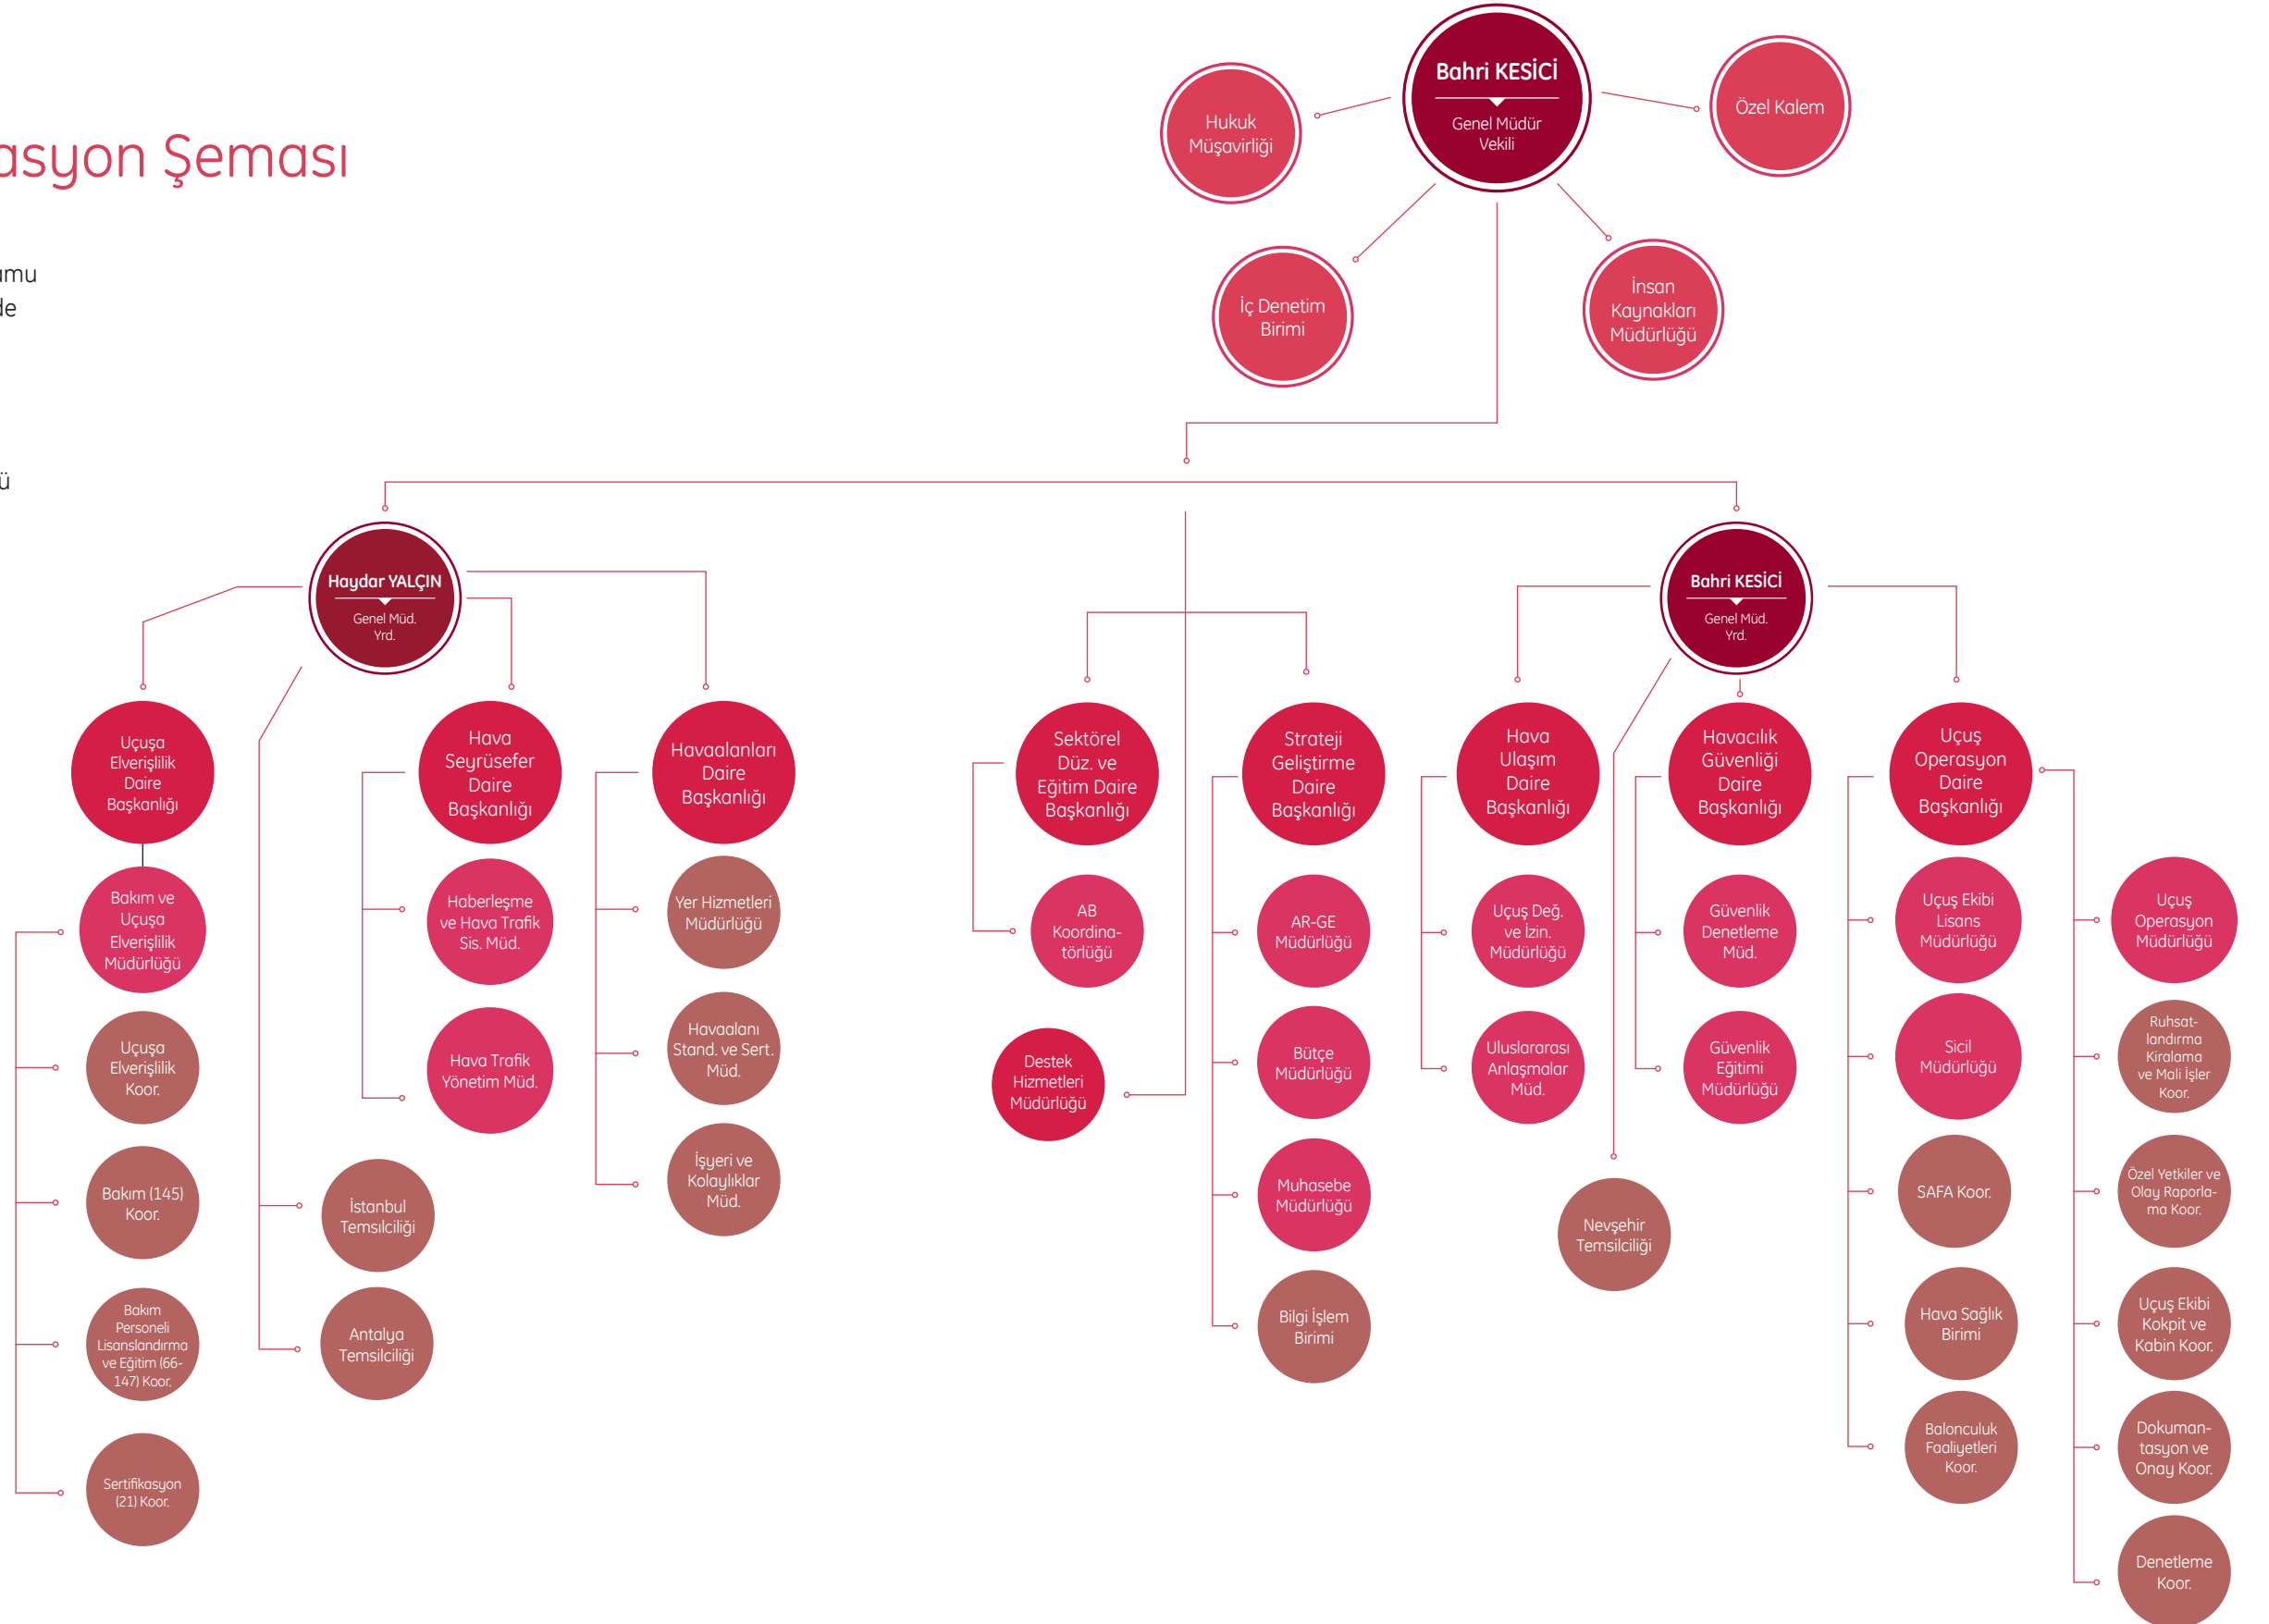 asyon Şeması
amu
de
ü
Bahri KESİCİ
Genel Müdür
Vekili
Hukuk
Müşavirliği
Özel Kalem
İç Denetim
Birimi
İnsan
Kaynakları
Müdürlüğü
Haydar YALÇIN
Genel Müd.
Yrd.
Bahri KESİCİ
Genel Müd.
Yrd.
Uçuşa
Elverişlilik
Daire
Başkanlığı
Bakım ve
Uçuşa
Elverişlilik
Müdürlüğü
Uçuşa
Elverişlilik
Koor.
Bakım (145)
Koor.
Bakım
Personeli
Lisanslandırma
ve Eğitim (66-
147) Koor.
Sertifikasyon
(21) Koor.
İstanbul
Temsılciliği
Antalya
Temsilciliği
Hava
Seyrüsefer
Daire
Başkanlığı
Haberleşme
ve Hava Trafik
Sis. Müd.
Hava Trafik
Yönetim Müd.
Havaalanları
Daire
Başkanlığı
Yer Hizmetleri
Müdürlüğü
Havaalanı
Stand. ve Sert.
Müd.
İşyeri ve
Kolaylıklar
Müd.
Sektörel
Düz. ve
Eğitim Daire
Başkanlığı
AB
Koordina-
törlüğü
Destek
Hizmetleri
Müdürlüğü
Strateji
Geliştirme
Daire
Başkanlığı
AR-GE
Müdürlüğü
Bütçe
Müdürlüğü
Muhasebe
Müdürlüğü
Bilgi İşlem
Birimi
Hava
Ulaşım
Daire
Başkanlığı
Uçuş Değ.
ve İzin.
Müdürlüğü
Uluslararası
Anlaşmalar
Müd.
Nevşehir
Temsilciliği
Havacılık
Güvenliği
Daire
Başkanlığı
Güvenlik
Denetleme
Müd.
Güvenlik
Eğitimi
Müdürlüğü
Uçuş
Operasyon
Daire
Başkanlığı
Uçuş Ekibi
Lisans
Müdürlüğü
Sicil
Müdürlüğü
SAFA Koor.
Hava Sağlık
Birimi
Balonculuk
Faaliyetleri
Koor.
Uçuş
Operasyon
Müdürlüğü
Ruhsat-
landırma
Kiralama
ve Mali İşler
Koor.
Özel Yetkiler ve
Olay Raporla-
ma Koor.
Uçuş Ekibi
Kokpit ve
Kabin Koor.
Dokuman-
tasyon ve
Onay Koor.
Denetleme
Koor.